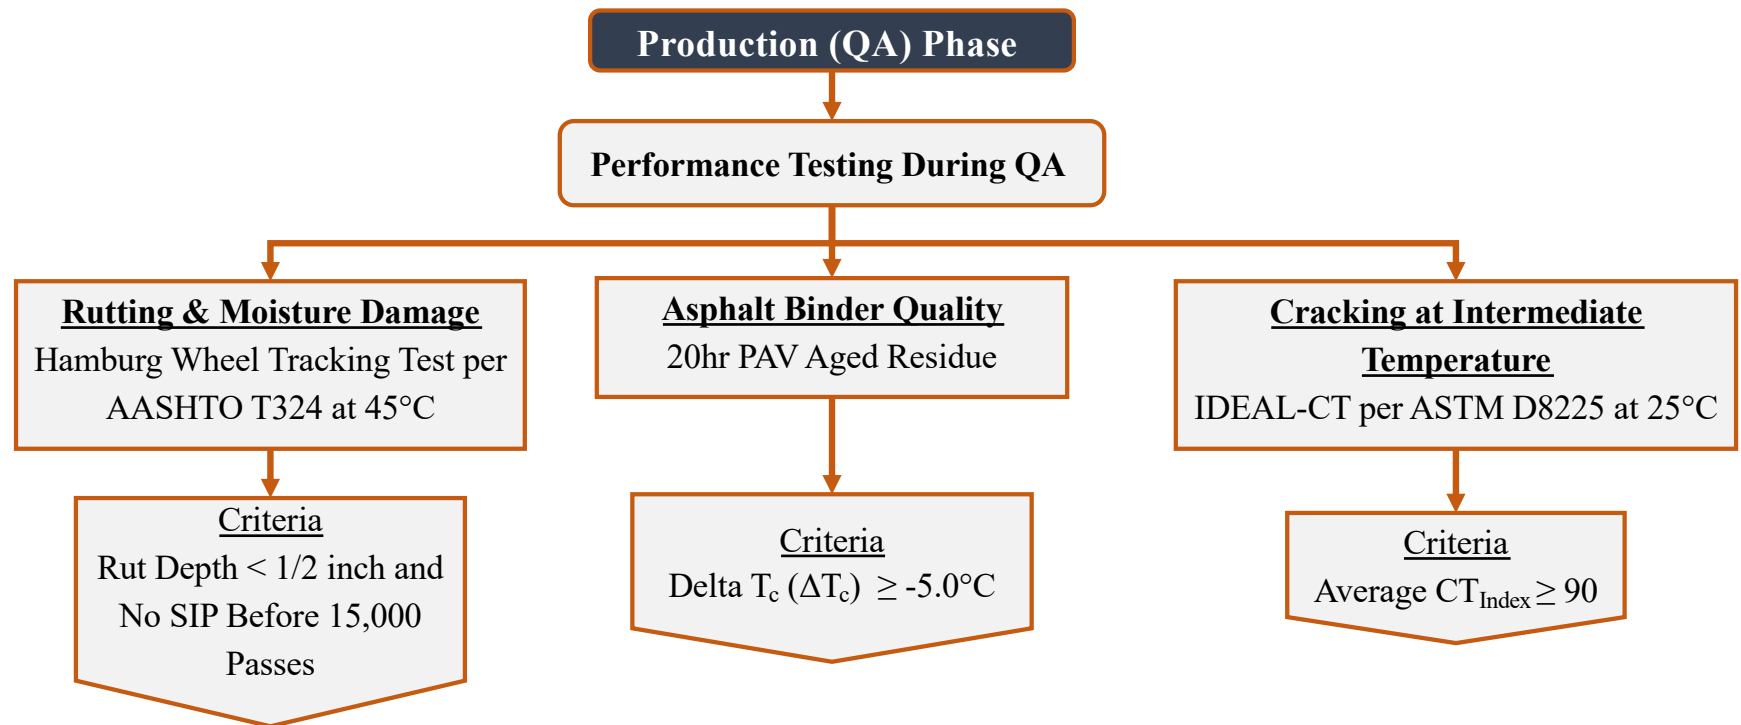 Production (QA) Phase
Performance Testing During QA
Rutting & Moisture Damage
Hamburg Wheel Tracking Test per
AASHTO T324 at 45°C
Criteria
Rut Depth < 1/2 inch and
No SIP Before 15,000
Passes
Asphalt Binder Quality
20hr PAV Aged Residue
Criteria
Delta Tc (ΔTc) ≥ -5.0°C
Cracking at Intermediate
Temperature
IDEAL-CT per ASTM D8225 at 25°C
Criteria
Average CTIndex ≥ 90